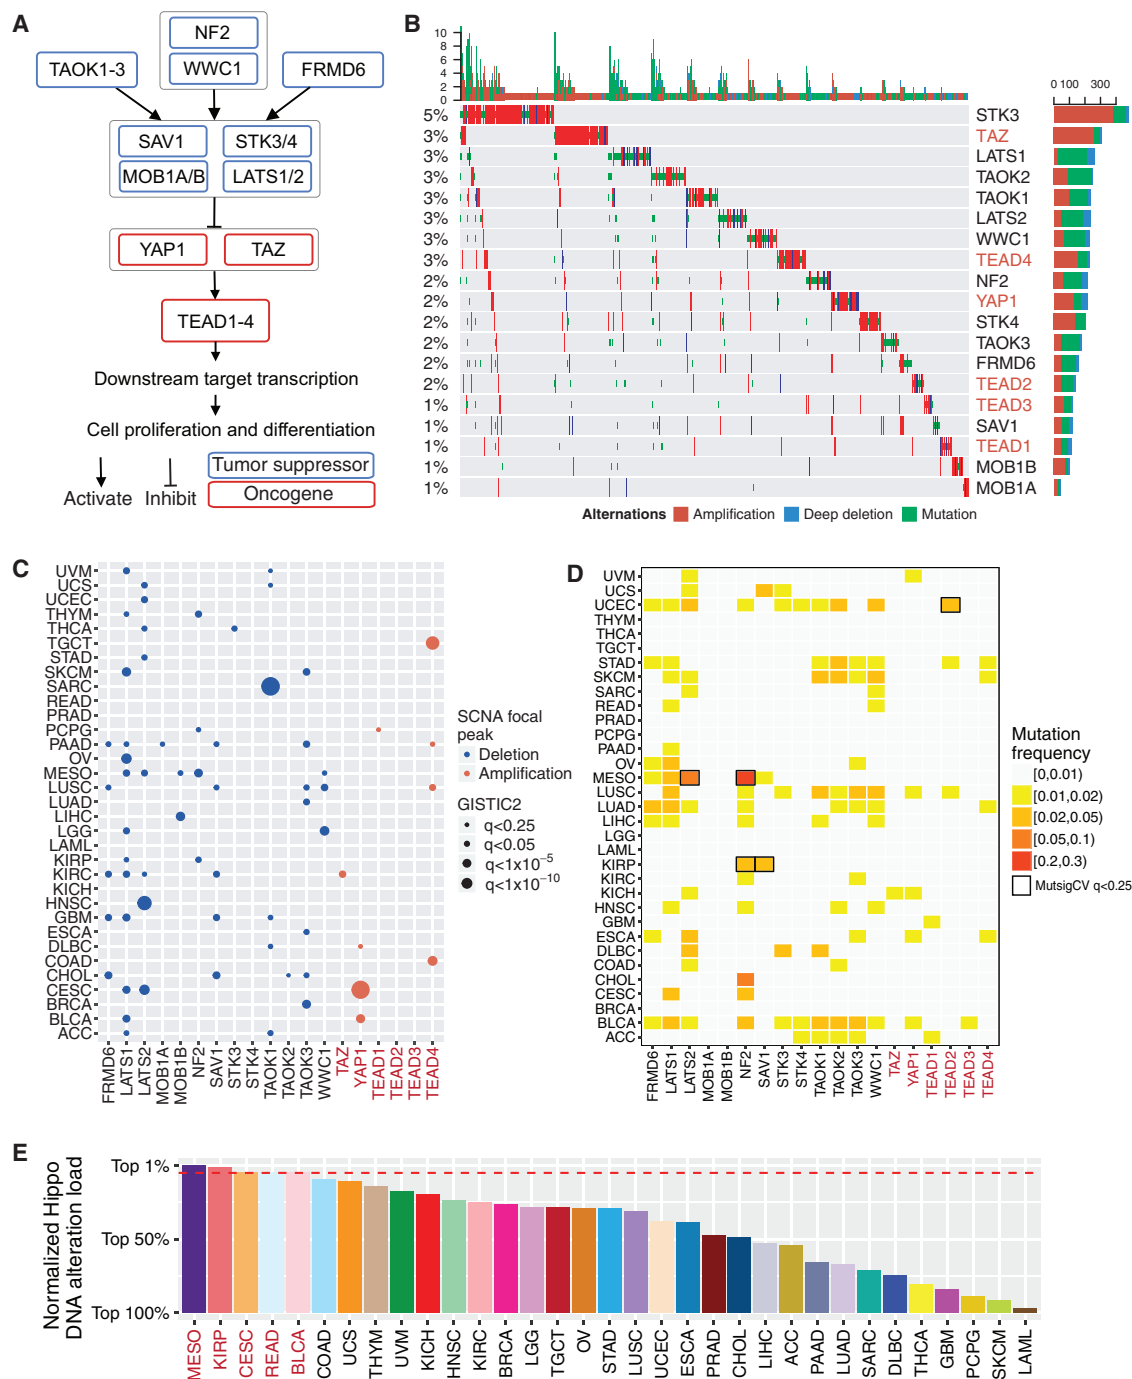 A
NF2
WWC1
TAOK1-3
FRMD6
SAV1
STK3/4
MOB1A/B
LATS1/2
YAP1
TAZ
TEAD1-4
Downstream target transcription
Cell proliferation and differentiation
Activate
Inhibit
Tumor suppressor
Oncogene
B
10
8
6
4
2
0
0 100 300
5% STK3
3% TAZ
3% LATS1
3% TAOK2
3% TAOK1
3% LATS2
3% WWC1
3% TEAD4
2% NF2
2% YAP1
2% STK4
2% TAOK3
2% FRMD6
2% TEAD2
1% TEAD3
1% SAV1
1% TEAD1
1% MOB1B
1% MOB1A
Alternations Amplification Deep deletion Mutation
C
UVM
UCS
UCEC
THYM
THCA
TGCT
STAD
SKCM
SARC
READ
PRAD
PCPG
PAAD
OV
MESO
LUSC
LUAD
LIHC
LGG
LAML
KIRP
KIRC
KICH
HNSC
GBM
ESCA
DLBC
COAD
CHOL
CESC
BRCA
BLCA
ACC
FRMD6
LATS1
LATS2
MOB1A
MOB1B
NF2
SAV1
STK3
STK4
TAOK1
TAOK2
TAOK3
WWC1
TAZ
YAP1
TEAD1
TEAD2
TEAD3
TEAD4
SCNA focal
peak
Deletion
Amplification
GISTIC2
q<0.25
q<0.05
q<1x10⁻⁵
q<1x10⁻¹⁰
D
UVM
UCS
UCEC
THYM
THCA
TGCT
STAD
SKCM
SARC
READ
PRAD
PCPG
PAAD
OV
MESO
LUSC
LUAD
LIHC
LGG
LAML
KIRP
KIRC
KICH
HNSC
GBM
ESCA
DLBC
COAD
CHOL
CESC
BRCA
BLCA
ACC
FRMD6
LATS1
LATS2
MOB1A
MOB1B
NF2
SAV1
STK3
STK4
TAOK1
TAOK2
TAOK3
WWC1
TAZ
YAP1
TEAD1
TEAD2
TEAD3
TEAD4
Mutation
frequency
[0,0.01)
[0.01,0.02)
[0.02,0.05)
[0.05,0.1)
[0.2,0.3)
MutsigCV q<0.25
E
Normalized Hippo
DNA alteration load
Top 1%
Top 50%
Top 100%
MESO
KIRP
CESC
READ
BLCA
COAD
UCS
THYM
UVM
KICH
HNSC
KIRC
BRCA
LGG
TGCT
OV
STAD
LUSC
UCEC
ESCA
PRAD
CHOL
LIHC
ACC
PAAD
LUAD
SARC
DLBC
THCA
GBM
PCPG
SKCM
LAML